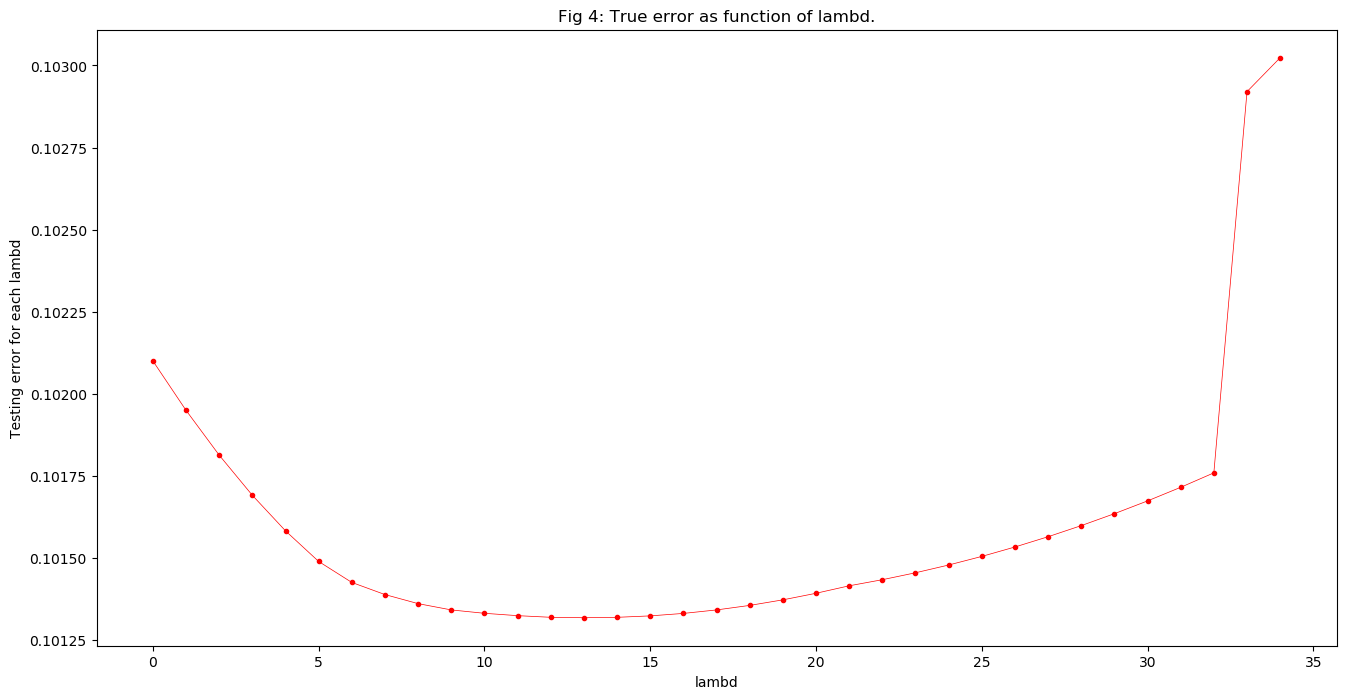 Fig 4: True error as function of lambd.
Testing error for each lambd
0.10300
0.10275
0.10250
0.10225
0.10200
0.10175
0.10150
0.10125
0 5 10 15 20 25 30 35
lambd